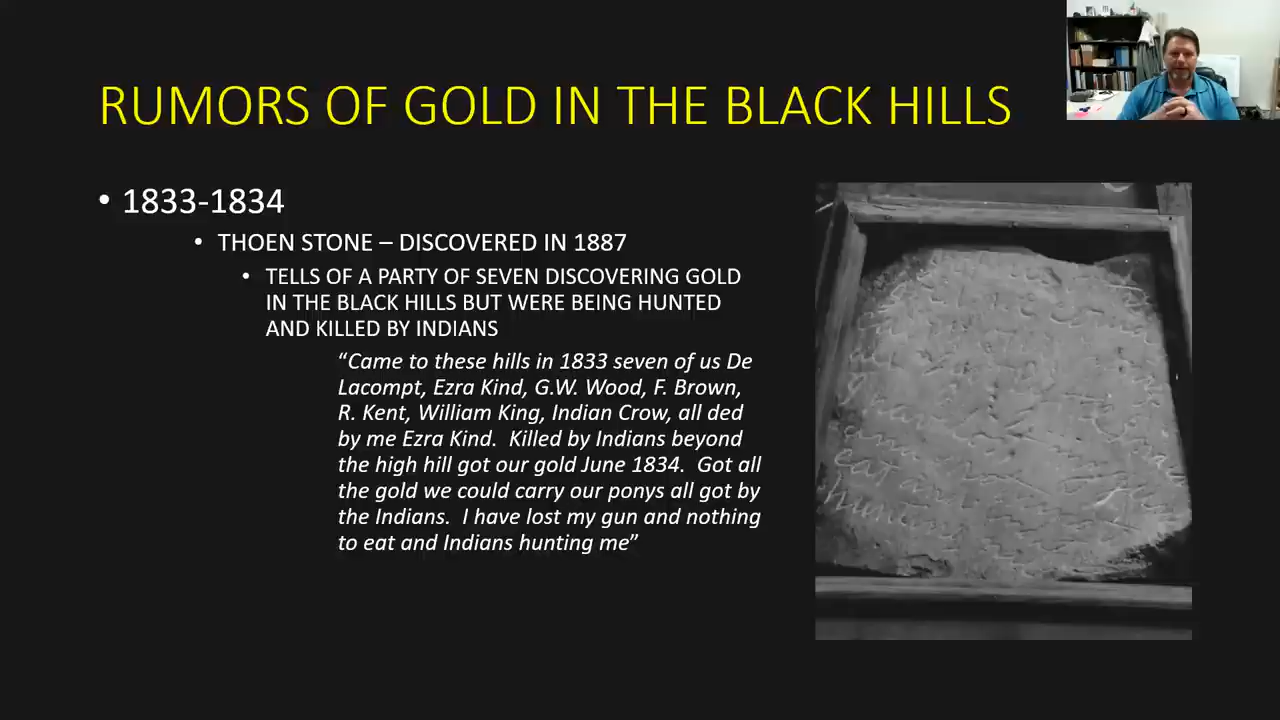 RUMORS OF GOLD IN THE BLACK HILLS
• 1833-1834
• THOEN STONE – DISCOVERED IN 1887
• TELLS OF A PARTY OF SEVEN DISCOVERING GOLD
IN THE BLACK HILLS BUT WERE BEING HUNTED
AND KILLED BY INDIANS
“Came to these hills in 1833 seven of us De
Lacompt, Ezra Kind, G.W. Wood, F. Brown,
R. Kent, William King, Indian Crow, all ded
by me Ezra Kind.  Killed by Indians beyond
the high hill got our gold June 1834.  Got all
the gold we could carry our ponys all got by
the Indians.  I have lost my gun and nothing
to eat and Indians hunting me”
eat and